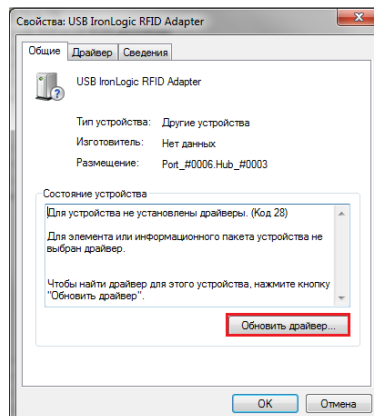 Свойства: USB IronLogic RFID Adapter
Общие Драйвер Сведения
USB IronLogic RFID Adapter
Тип устройства: Другие устройства
Изготовитель: Нет данных
Размещение: Port_#0006.Hub_#0003
Состояние устройства
Для устройства не установлены драйверы. (Код 28)
Для элемента или информационного пакета устройства не
выбран драйвер.
Чтобы найти драйвер для этого устройства, нажмите кнопку
"Обновить драйвер".
Обновить драйвер...
OK Отмена